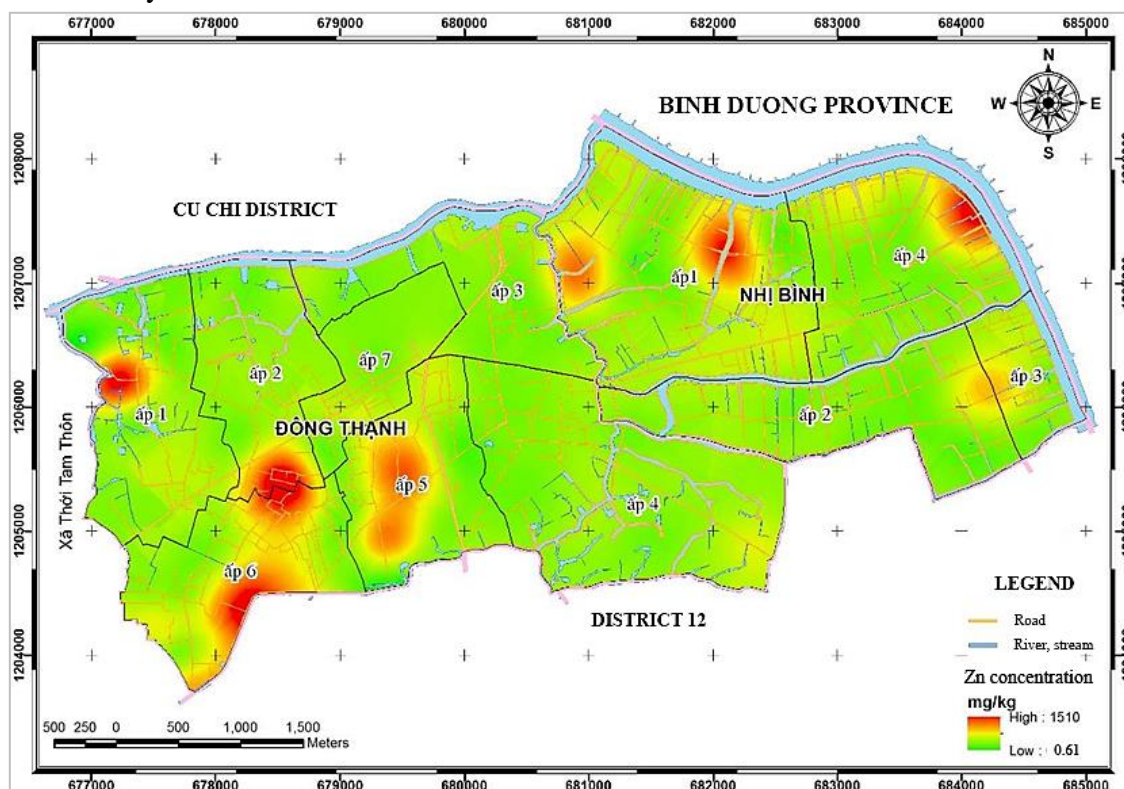 677000 678000 679000 680000 681000 682000 683000 684000 685000
N
W E
S
BINH DUONG PROVINCE
1208000
CU CHI DISTRICT
ấp 4
1207000
ấp 3
ấp1
NHỊ BÌNH
ấp 7
ấp 2
ấp 3
1206000
ấp 1
ấp 2
ĐÔNG THẠNH
Xã Thới Tam Thôn
ấp 5
ấp 4
1205000
ấp 6
LEGEND
DISTRICT 12
Road
River, stream
1204000
Zn concentration
mg/kg
High : 1510
Low : 0.61
500 250 0 500 1,000 1,500
Meters
677000 678000 679000 680000 681000 682000 683000 684000 685000